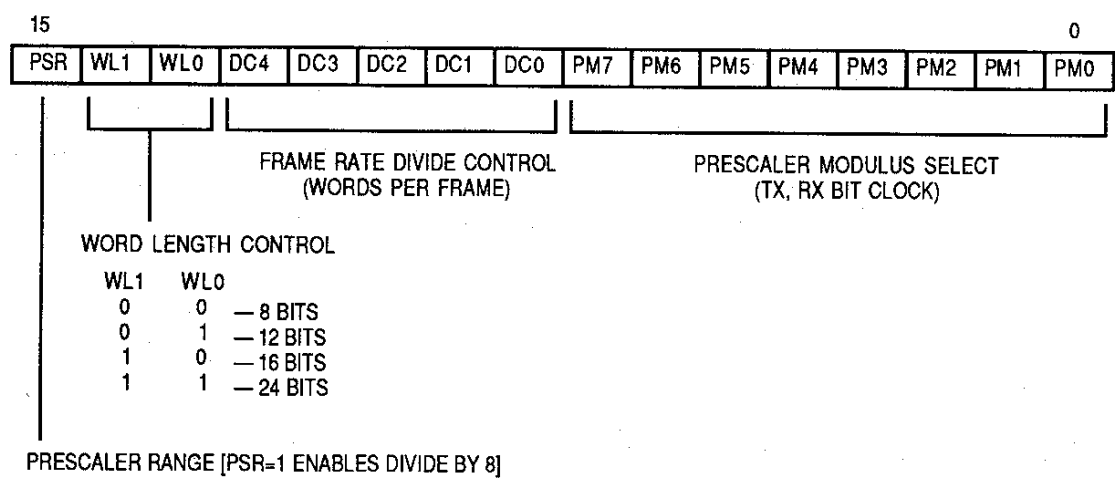 15 0
PSR WL1 WL0 DC4 DC3 DC2 DC1 DC0 PM7 PM6 PM5 PM4 PM3 PM2 PM1 PM0
FRAME RATE DIVIDE CONTROL
(WORDS PER FRAME)
PRESCALER MODULUS SELECT
(TX, RX BIT CLOCK)
WORD LENGTH CONTROL
WL1 WL0
0 0 — 8 BITS
0 1 — 12 BITS
1 0 — 16 BITS
1 1 — 24 BITS
PRESCALER RANGE [PSR=1 ENABLES DIVIDE BY 8]